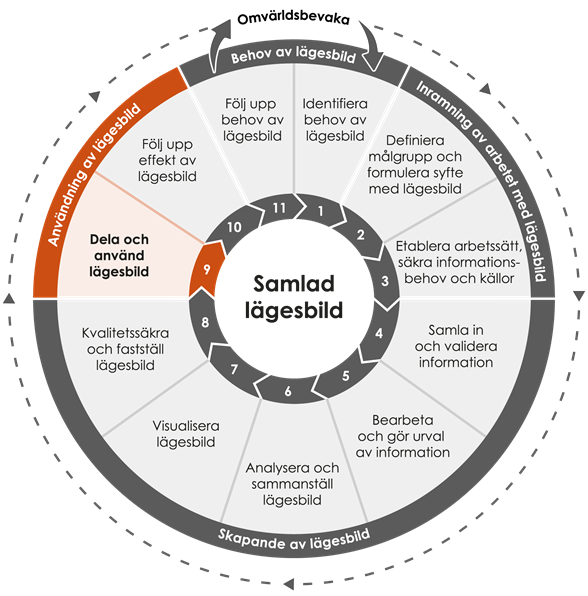 Omvärldsbevaka
Behov av lägesbild
Inramning av arbetet med lägesbild
Skapande av lägesbild
Användning av lägesbild
Identifiera
behov av
lägesbild
Definiera
målgrupp och
formulera syfte
med lägesbild
Etablera arbetssätt,
säkra informations-
behov och källor
Samla in
och validera
information
Bearbeta
och gör urval
av information
Analysera och
sammanställ
lägesbild
Visualisera
lägesbild
Kvalitetssäkra
och fastställ
lägesbild
Dela och
använd
lägesbild
Följ upp
effekt av
lägesbild
Följ upp
behov av
lägesbild
1
2
3
4
5
6
7
8
9
10
11
Samlad
lägesbild